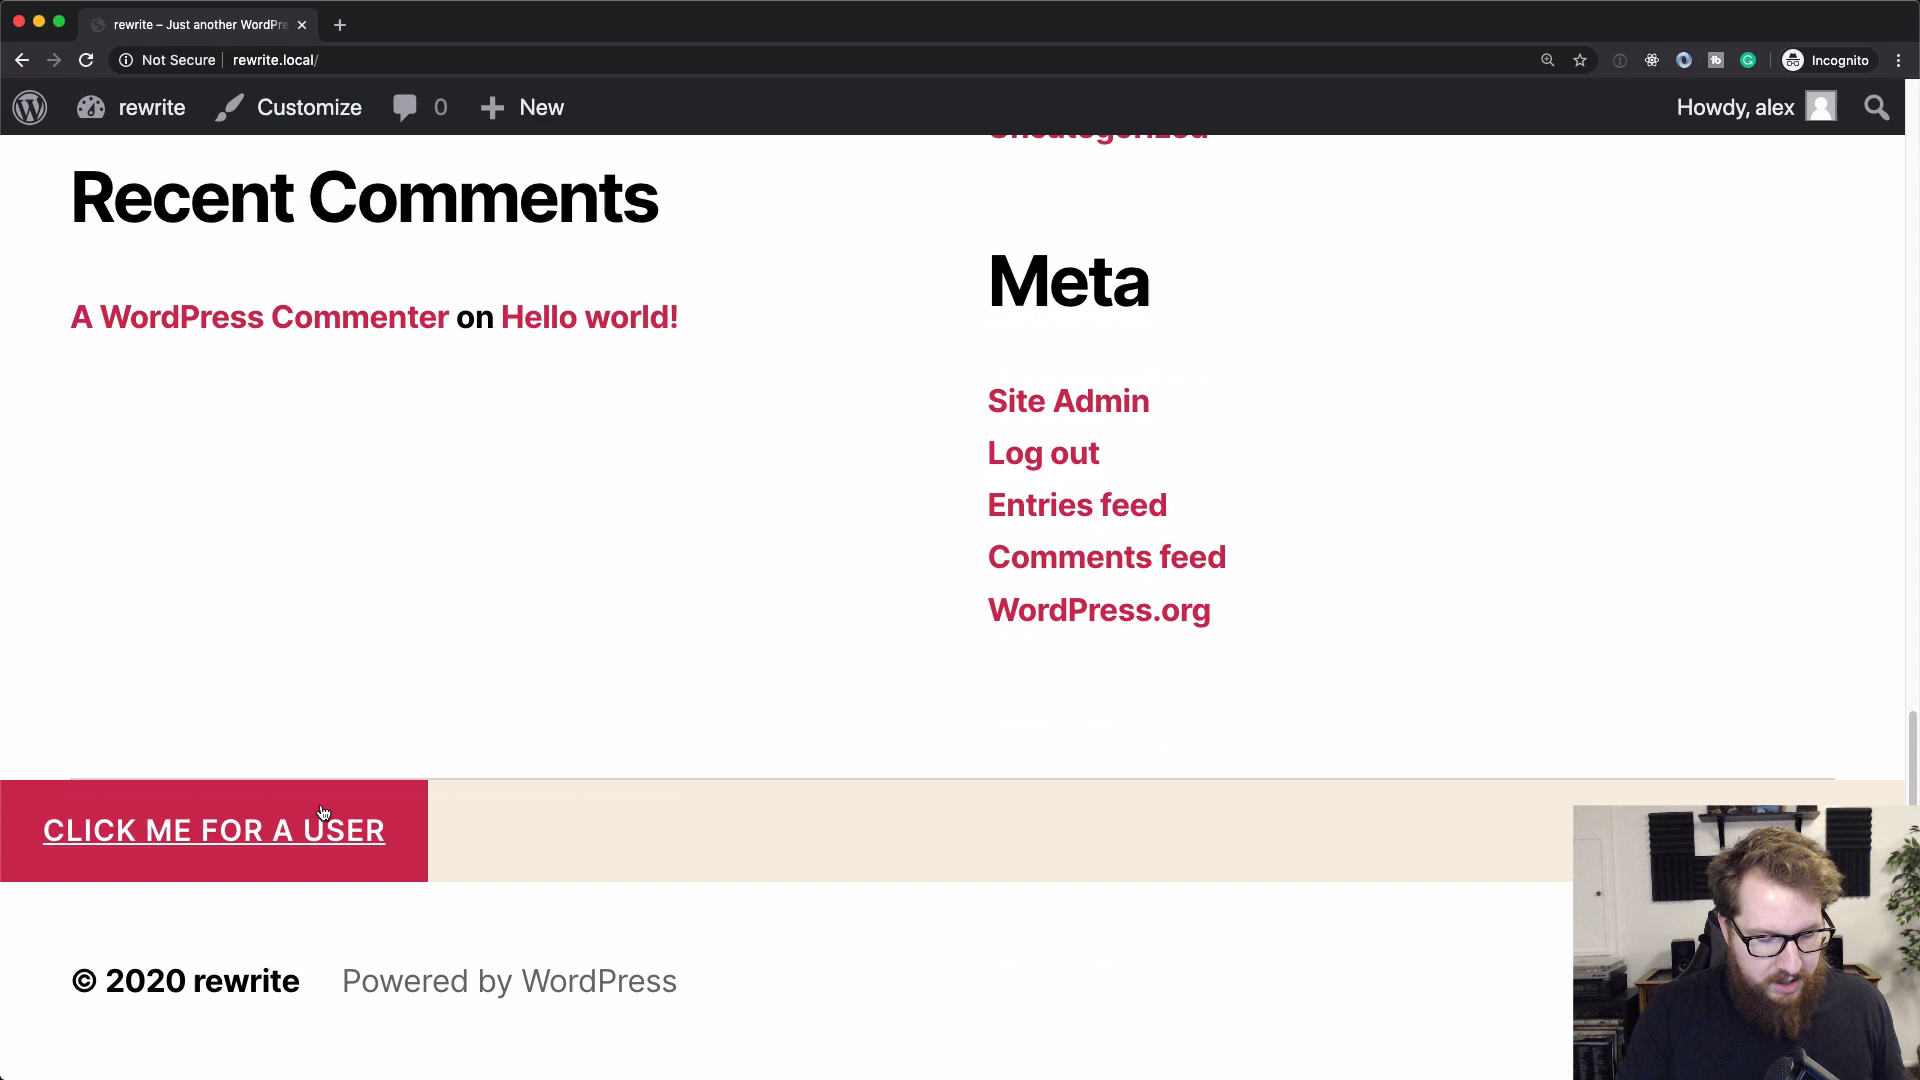 rewrite – Just another WordPre
Not Secure
rewrite.local/
Incognito
rewrite
Customize
0
New
Howdy, alex
Uncategorized
Recent Comments
A WordPress Commenter on Hello world!
Meta
Site Admin
Log out
Entries feed
Comments feed
WordPress.org
CLICK ME FOR A USER
© 2020 rewrite
Powered by WordPress